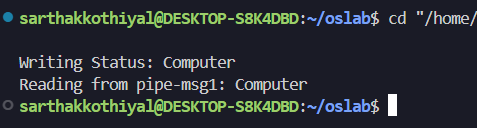 sarthakkothiyal@DESKTOP-S8K4DBD:~/oslab$ cd "/home/
Writing Status: Computer
Reading from pipe-msg1: Computer
sarthakkothiyal@DESKTOP-S8K4DBD:~/oslab$